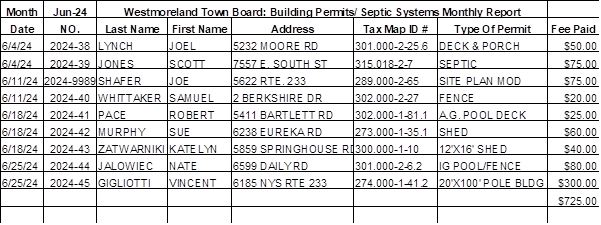 Month Jun-24 Westmoreland Town Board: Building Permits/ Septic Systems Monthly Report
Date NO. Last Name First Name Address Tax Map ID # Type Of Permit Fee Paid
6/4/24 2024-38 LYNCH JOEL 5232 MOORE RD 301.000-2-25.6 DECK & PORCH $50.00
6/4/24 2024-39 JONES SCOTT 7557 E. SOUTH ST 315.018-2-7 SEPTIC $75.00
6/11/24 2024-9989 SHAFER JOE 5622 RTE. 233 289.000-2-65 SITE PLAN MOD $75.00
6/11/24 2024-40 WHITTAKER SAMUEL 2 BERKSHIRE DR 302.000-2-27 FENCE $20.00
6/18/24 2024-41 PACE ROBERT 5411 BARTLETT RD 302.000-1-81.1 A.G. POOL DECK $25.00
6/18/24 2024-42 MURPHY SUE 6238 EUREKA RD 273.000-1-35.1 SHED $60.00
6/18/24 2024-43 ZATWARNIKI KATELYN 5859 SPRINGHOUSE RD 300.000-1-10 12'X16' SHED $40.00
6/25/24 2024-44 JALOWIEC NATE 6599 DAILY RD 301.000-2-6.2 IG POOL/FENCE $80.00
6/25/24 2024-45 GIGLIOTTI VINCENT 6185 NYS RTE 233 274.000-1-41.2 20'X100' POLE BLDG $300.00
$725.00